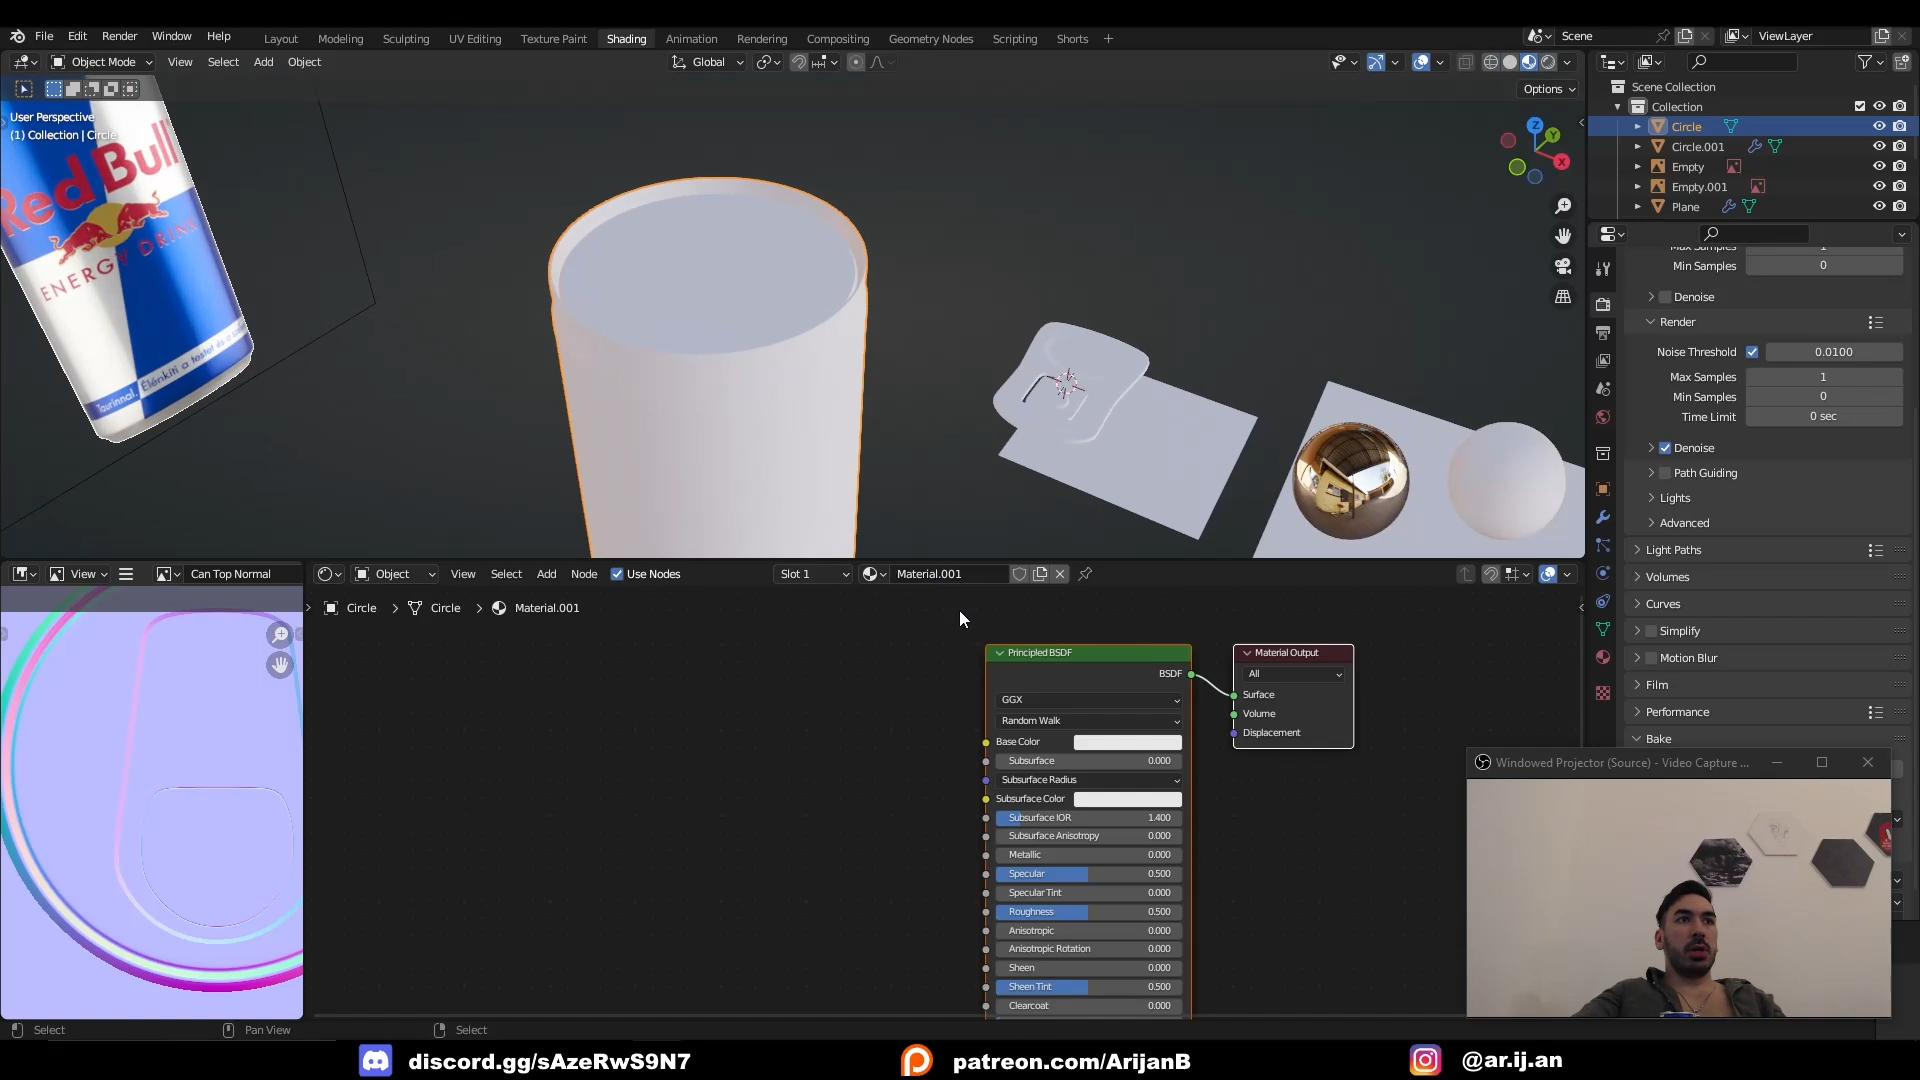 File Edit Render Window Help
Layout Modeling Sculpting UV Editing Texture Paint Shading Animation Rendering Compositing Geometry Nodes Scripting Shorts +
Scene
ViewLayer
Object Mode View Select Add Object
Global
Options
User Perspective
(1) Collection | Circle
Z
Y
X
Red Bull
ENERGY DRINK
Taurinnal. Élénkíti a testet és a
Scene Collection
Collection
Circle
Circle.001
Empty
Empty.001
Plane
Max Samples 1
Min Samples 0
Denoise
Render
Noise Threshold 0.0100
Max Samples 1
Min Samples 0
Time Limit 0 sec
Denoise
Path Guiding
Lights
Advanced
Light Paths
Volumes
Curves
Simplify
Motion Blur
Film
Performance
Bake
View Can Top Normal
Object View Select Add Node Use Nodes Slot 1 Material.001
Circle > Circle > Material.001
Principled BSDF
BSDF
GGX
Random Walk
Base Color
Subsurface 0.000
Subsurface Radius
Subsurface Color
Subsurface IOR 1.400
Subsurface Anisotropy 0.000
Metallic 0.000
Specular 0.500
Specular Tint 0.000
Roughness 0.500
Anisotropic 0.000
Anisotropic Rotation 0.000
Sheen 0.000
Sheen Tint 0.500
Clearcoat 0.000
Material Output
All
Surface
Volume
Displacement
Windowed Projector (Source) - Video Capture ...
Select
Pan View
Select
discord.gg/sAzeRwS9N7
patreon.com/ArijanB
@ar.ij.an